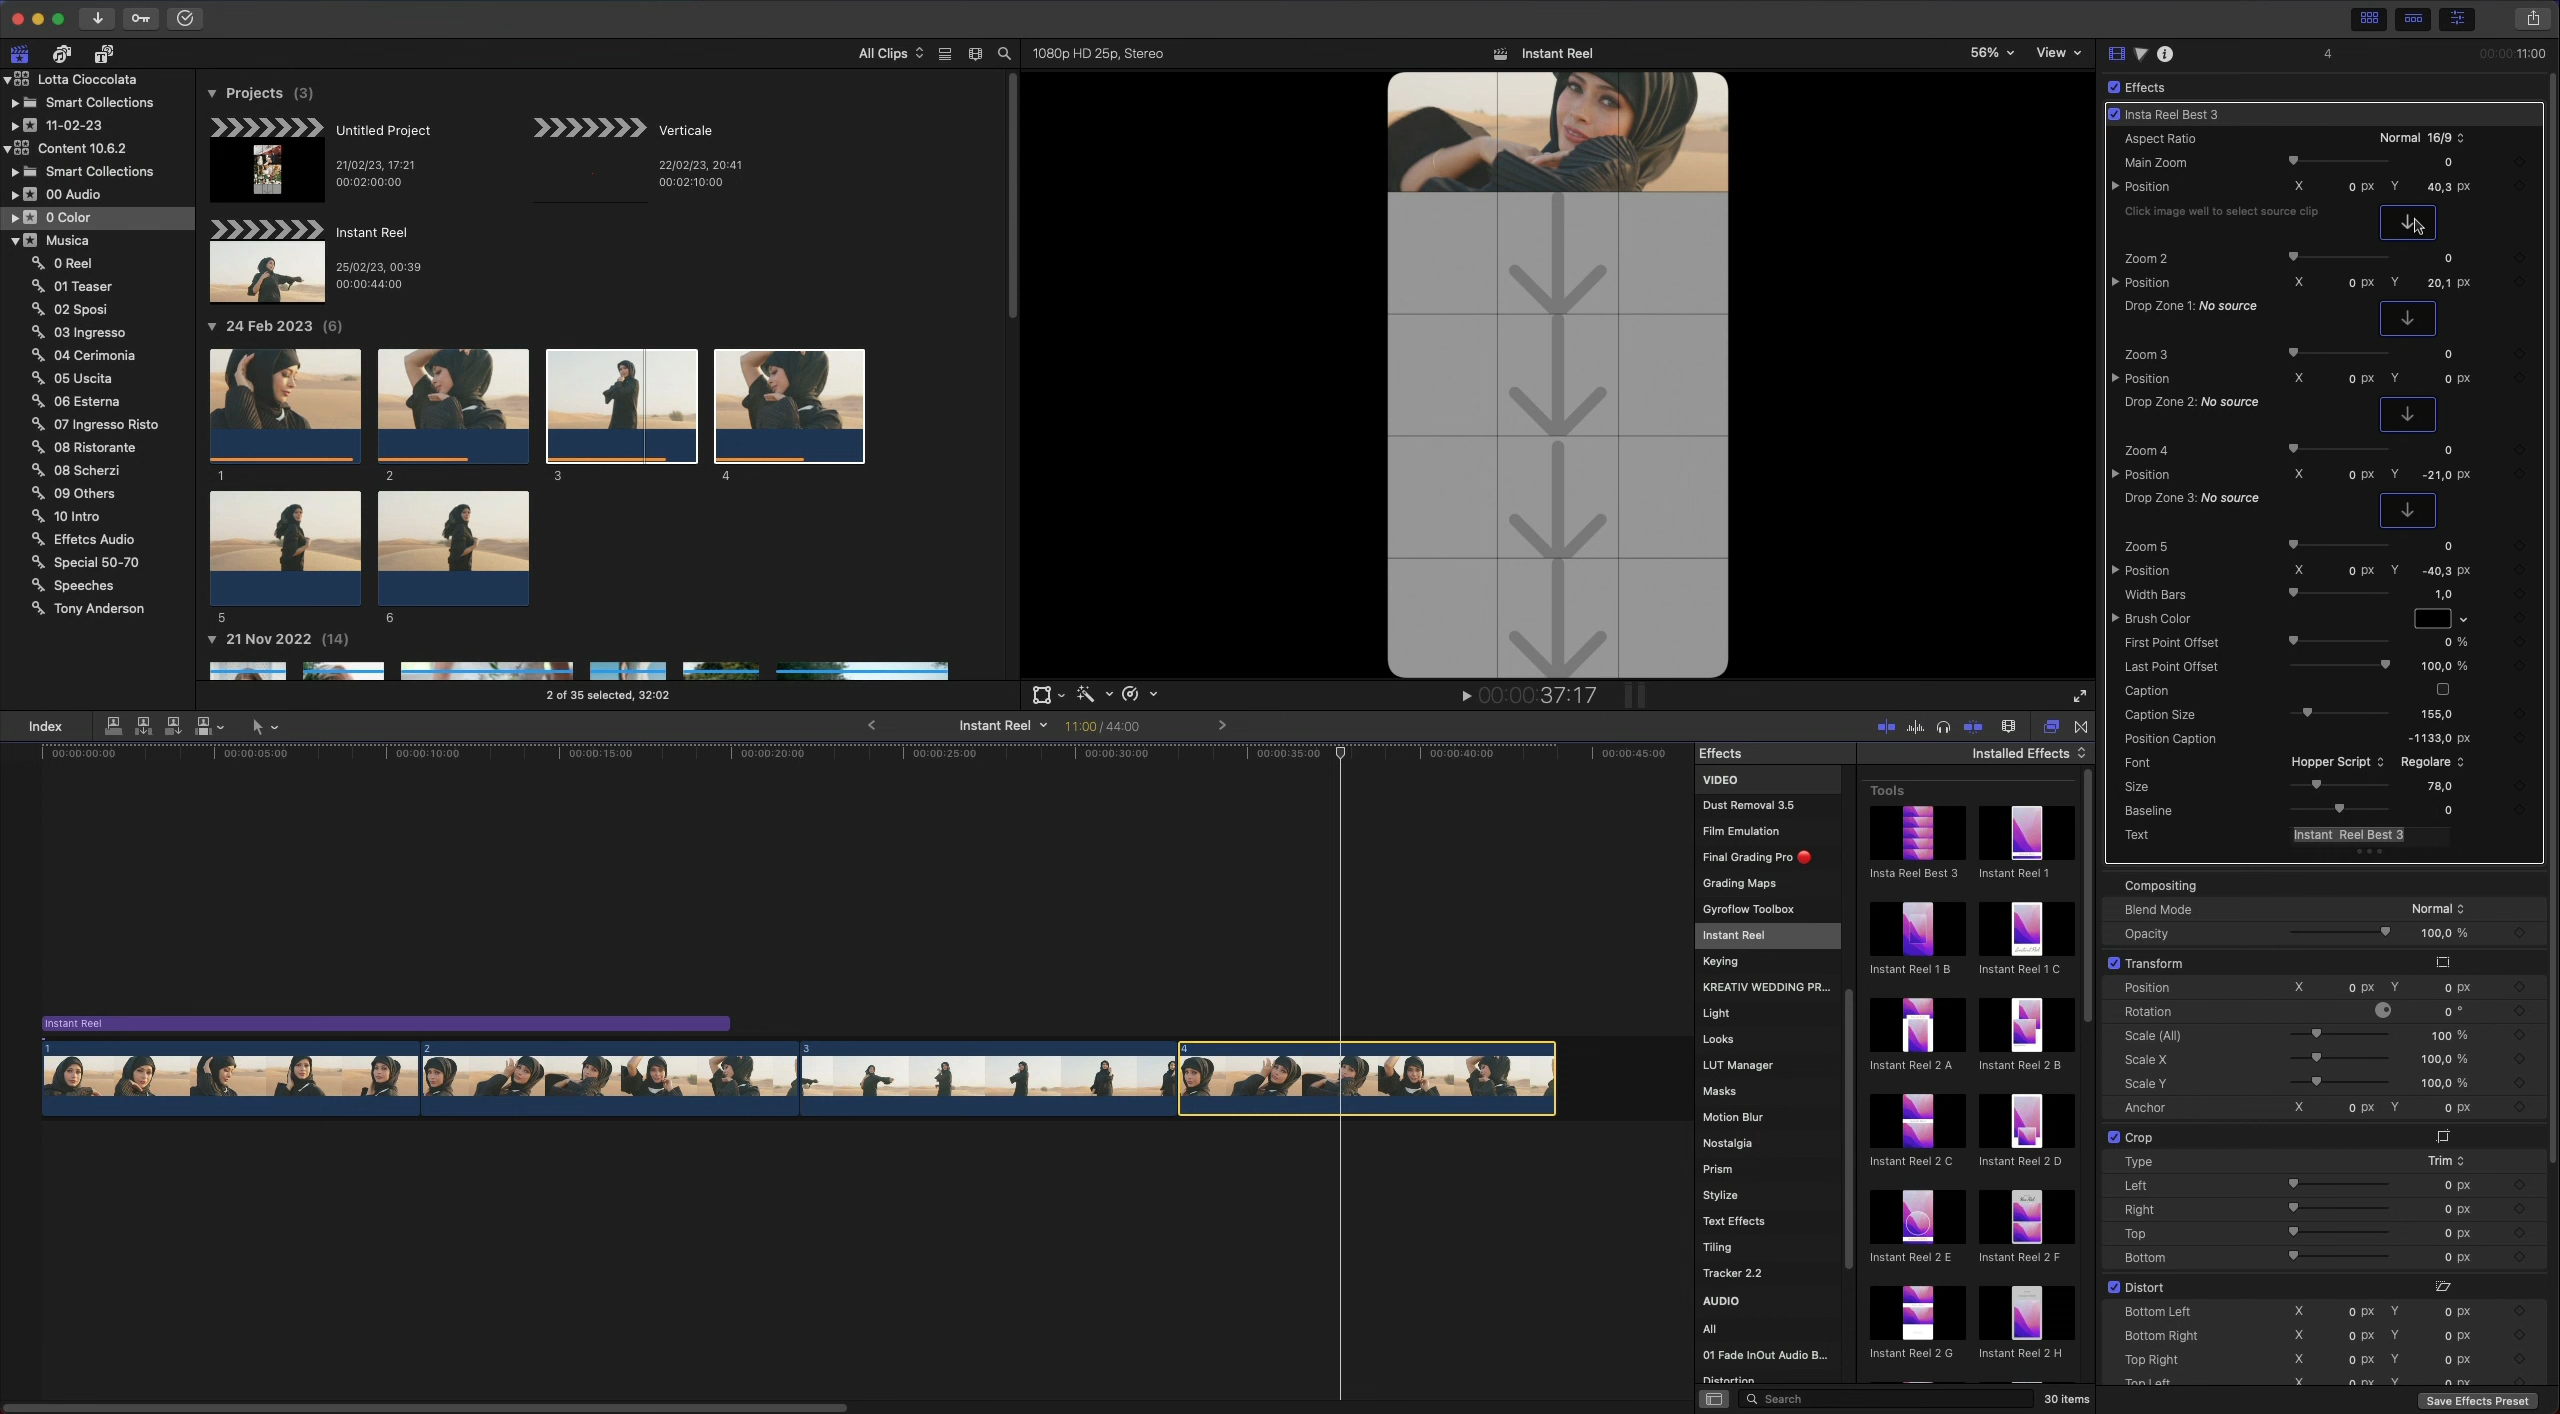 All Clips
1080p HD 25p, Stereo
Instant Reel
56%
View
4
00:00:11:00
Lotta Cioccolata
Smart Collections
11-02-23
Content 10.6.2
Smart Collections
00 Audio
0 Color
Musica
0 Reel
01 Teaser
02 Sposi
03 Ingresso
04 Cerimonia
05 Uscita
06 Esterna
07 Ingresso Risto
08 Ristorante
08 Scherzi
09 Others
10 Intro
Effetcs Audio
Special 50-70
Speeches
Tony Anderson
Projects (3)
Untitled Project
21/02/23, 17:21
00:02:00:00
Verticale
22/02/23, 20:41
00:02:10:00
Instant Reel
25/02/23, 00:39
00:00:44:00
24 Feb 2023 (6)
1
2
3
4
5
6
21 Nov 2022 (14)
2 of 35 selected, 32:02
00:00:37:17
Effects
Insta Reel Best 3
Aspect Ratio Normal 16/9
Main Zoom 0
Position X 0 px Y 40,3 px
Click image well to select source clip
Zoom 2 0
Position X 0 px Y 20,1 px
Drop Zone 1: No source
Zoom 3 0
Position X 0 px Y 0 px
Drop Zone 2: No source
Zoom 4 0
Position X 0 px Y -21,0 px
Drop Zone 3: No source
Zoom 5 0
Position X 0 px Y -40,3 px
Width Bars 1,0
Brush Color
First Point Offset 0 %
Last Point Offset 100,0 %
Caption
Caption Size 155,0
Position Caption -1133,0 px
Font Hopper Script Regolare
Size 78,0
Baseline 0
Text Instant Reel Best 3
Compositing
Blend Mode Normal
Opacity 100,0 %
Transform
Position X 0 px Y 0 px
Rotation 0 °
Scale (All) 100 %
Scale X 100,0 %
Scale Y 100,0 %
Anchor X 0 px Y 0 px
Crop
Type Trim
Left 0 px
Right 0 px
Top 0 px
Bottom 0 px
Distort
Bottom Left X 0 px Y 0 px
Bottom Right X 0 px Y 0 px
Top Right X 0 px Y 0 px
Top Left X 0 px Y 0 px
Save Effects Preset
Index
Instant Reel
11:00 / 44:00
00:00:00:00
00:00:05:00
00:00:10:00
00:00:15:00
00:00:20:00
00:00:25:00
00:00:30:00
00:00:35:00
00:00:40:00
00:00:45:00
Instant Reel
1
2
3
4
Effects
Installed Effects
VIDEO
Dust Removal 3.5
Film Emulation
Final Grading Pro
Grading Maps
Gyroflow Toolbox
Instant Reel
Keying
KREATIV WEDDING PR...
Light
Looks
LUT Manager
Masks
Motion Blur
Nostalgia
Prism
Stylize
Text Effects
Tiling
Tracker 2.2
AUDIO
All
01 Fade InOut Audio B...
Distortion
Tools
Insta Reel Best 3
Instant Reel 1
Instant Reel 1 B
Instant Reel 1 C
Instant Reel 2 A
Instant Reel 2 B
Instant Reel 2 C
Instant Reel 2 D
Instant Reel 2 E
Instant Reel 2 F
Instant Reel 2 G
Instant Reel 2 H
Search
30 items